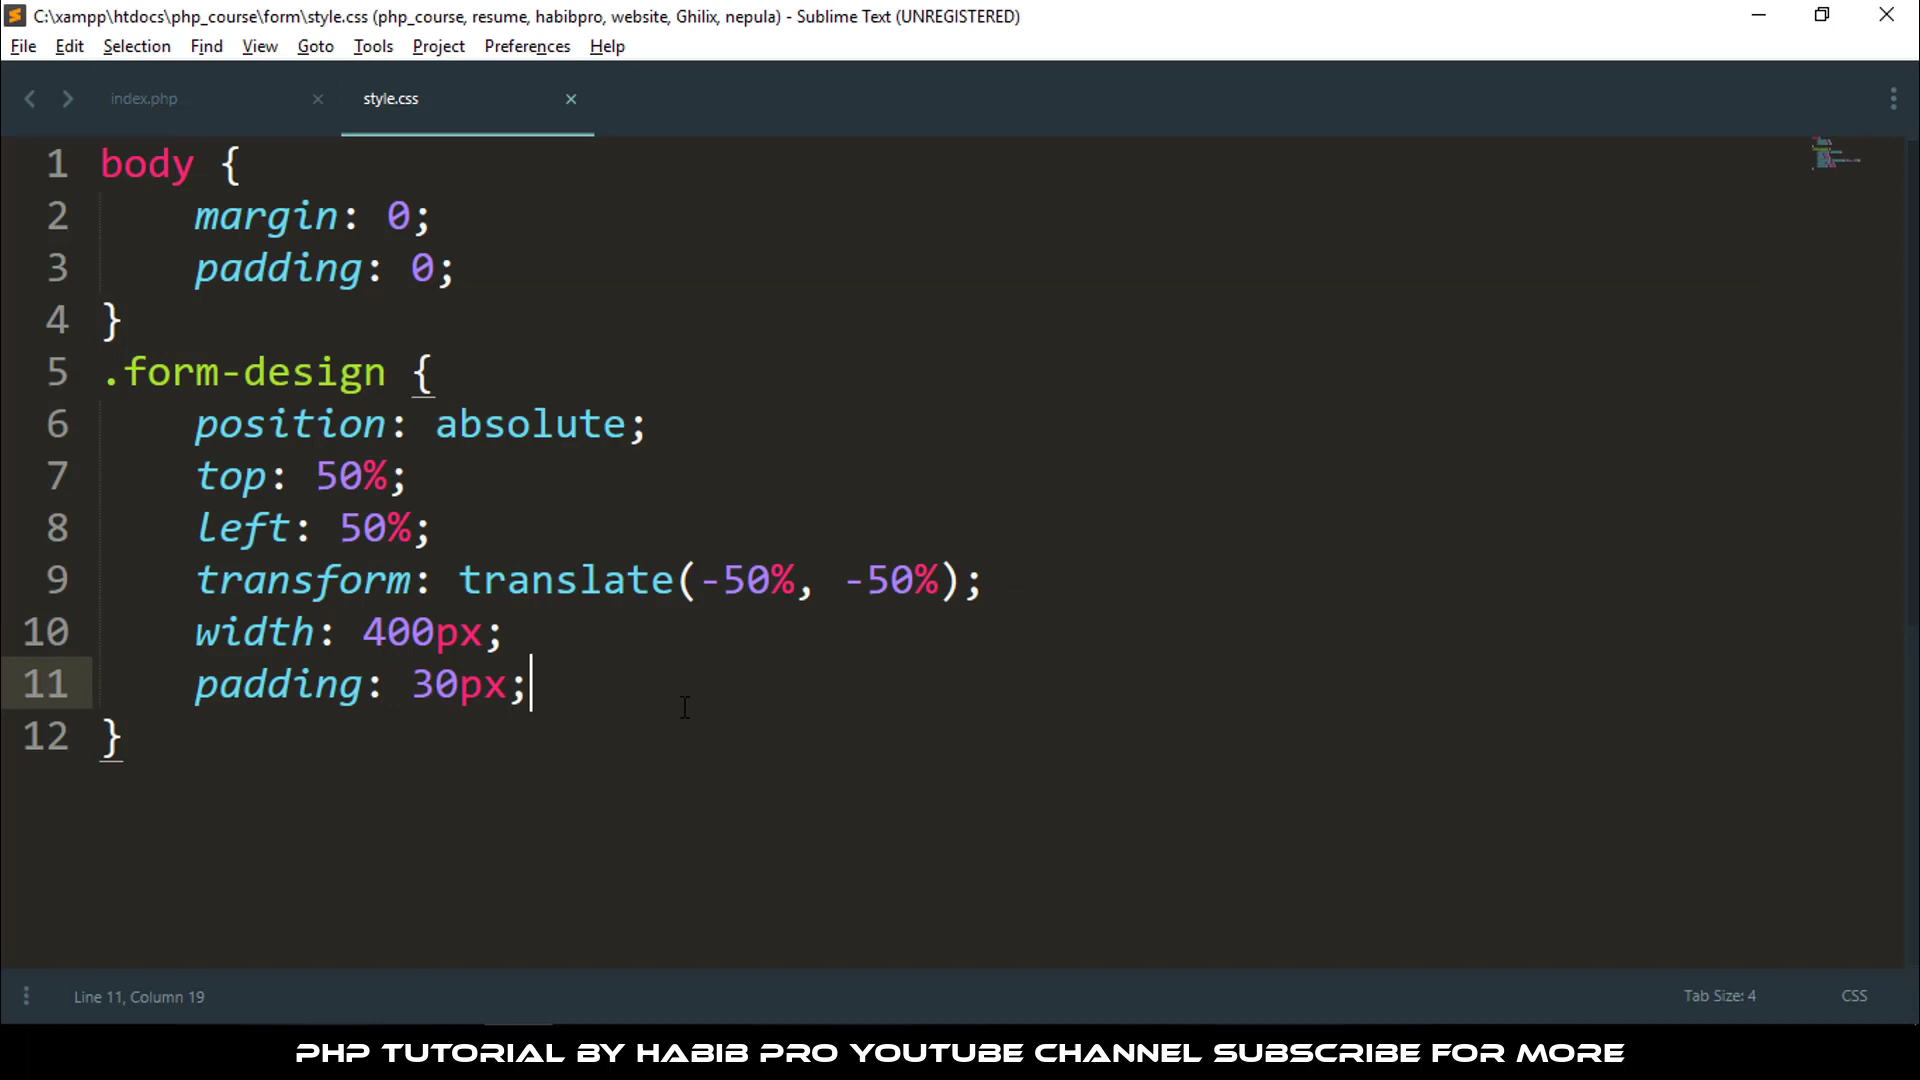 C:\xampp\htdocs\php_course\form\style.css (php_course, resume, habibpro, website, Ghilix, nepula) - Sublime Text (UNREGISTERED)
File Edit Selection Find View Goto Tools Project Preferences Help
index.php style.css
1 body {
2 margin: 0;
3 padding: 0;
4 }
5 .form-design {
6 position: absolute;
7 top: 50%;
8 left: 50%;
9 transform: translate(-50%, -50%);
10 width: 400px;
11 padding: 30px;
12 }
Line 11, Column 19 Tab Size: 4 CSS
PHP TUTORIAL BY HABIB PRO YOUTUBE CHANNEL SUBSCRIBE FOR MORE